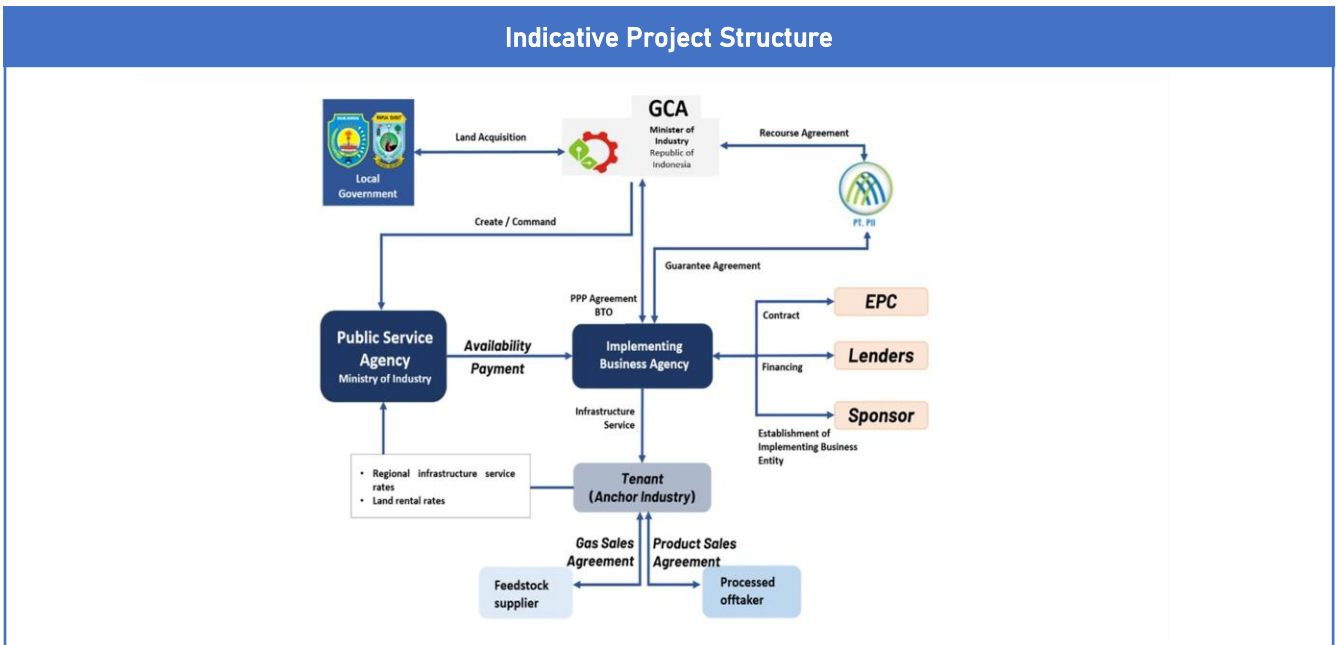 Indicative Project Structure
GCA
Minister of
Industry
Republic of
Indonesia
Land Acquisition
Recourse Agreement
Local
Government
PT. PII
Create / Command
Guarantee Agreement
PPP Agreement
BTO
EPC
Contract
Public Service
Agency
Ministry of Industry
Availability
Payment
Implementing
Business Agency
Lenders
Financing
Sponsor
Infrastructure
Service
Establishment of
Implementing Business
Entity
• Regional infrastructure service
rates
• Land rental rates
Tenant
(Anchor Industry)
Gas Sales
Agreement
Product Sales
Agreement
Feedstock
supplier
Processed
offtaker